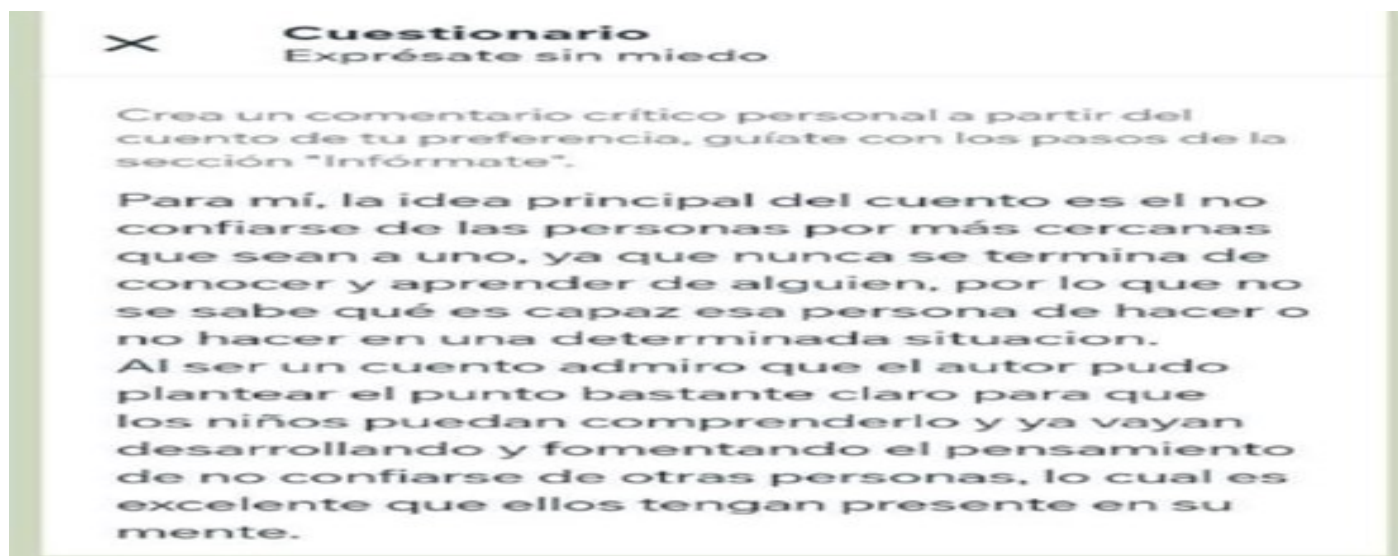 Cuestionario
Exprésate sin miedo
Crea un comentario crítico personal a partir del
cuento de tu preferencia, guíate con los pasos de la
sección "Infórmate".
Para mí, la idea principal del cuento es el no
confiarse de las personas por más cercanas
que sean a uno, ya que nunca se termina de
conocer y aprender de alguien, por lo que no
se sabe qué es capaz esa persona de hacer o
no hacer en una determinada situacion.
Al ser un cuento admiro que el autor pudo
plantear el punto bastante claro para que
los niños puedan comprenderlo y ya vayan
desarrollando y fomentando el pensamiento
de no confiarse de otras personas, lo cual es
excelente que ellos tengan presente en su
mente.